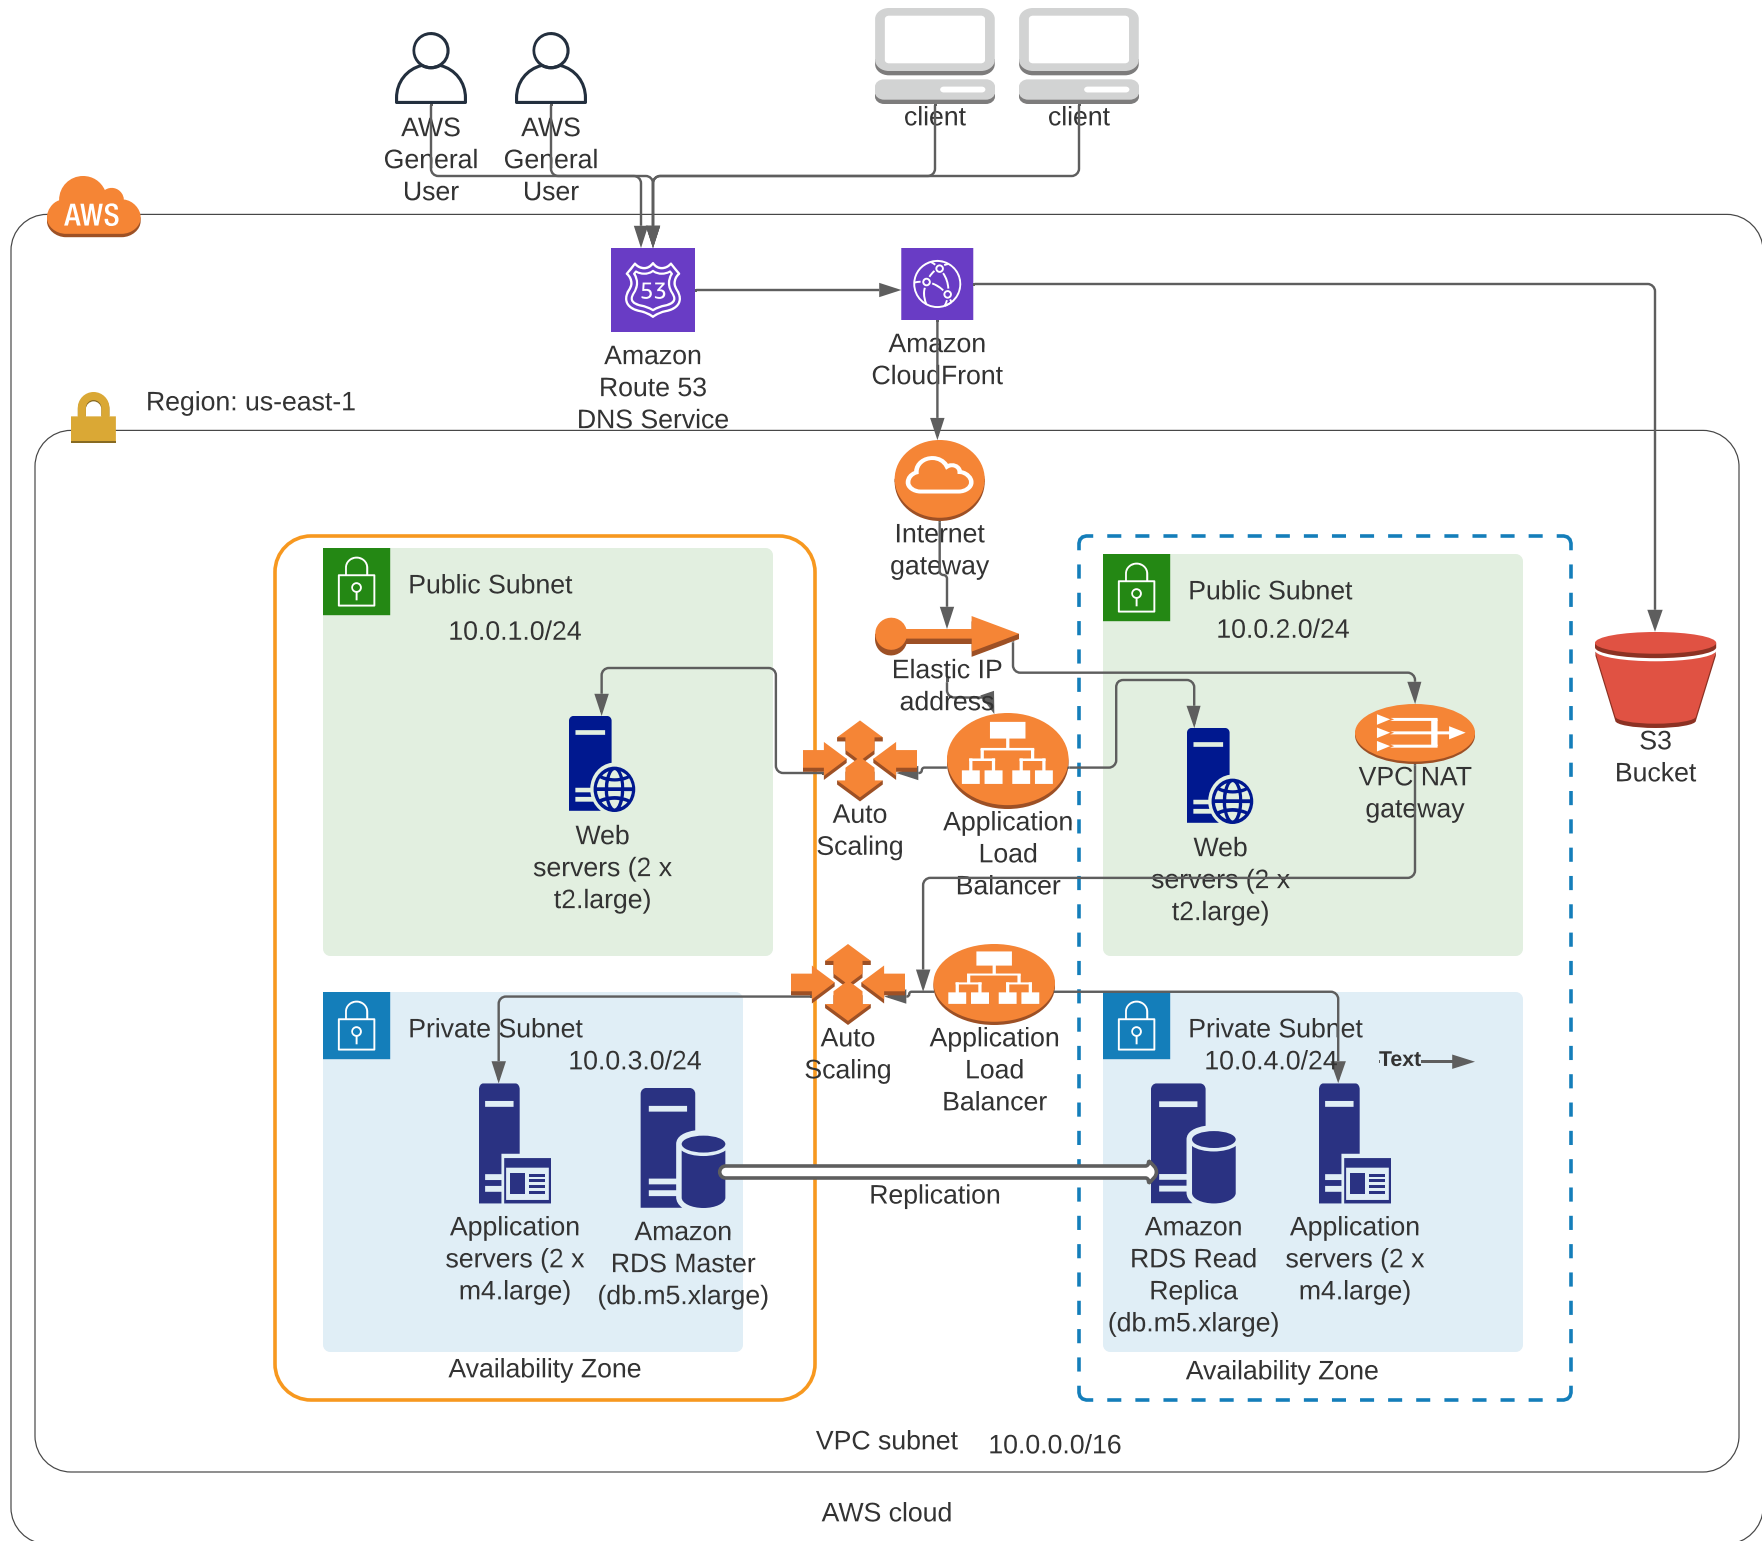 AWS
General
User
AWS
General
User
client
client
AWS
53
Amazon
Route 53
DNS Service
Amazon
CloudFront
Region: us-east-1
Internet
gateway
Public Subnet
10.0.1.0/24
Public Subnet
10.0.2.0/24
Elastic IP
address
Web
servers (2 x
t2.large)
Auto
Scaling
Application
Load
Balancer
Web
servers (2 x
t2.large)
VPC NAT
gateway
S3
Bucket
Private Subnet
10.0.3.0/24
Auto
Scaling
Application
Load
Balancer
Private Subnet
10.0.4.0/24
Text
Application
servers (2 x
m4.large)
Amazon
RDS Master
(db.m5.xlarge)
Replication
Amazon
RDS Read
Replica
(db.m5.xlarge)
Application
servers (2 x
m4.large)
Availability Zone
Availability Zone
VPC subnet
10.0.0.0/16
AWS cloud